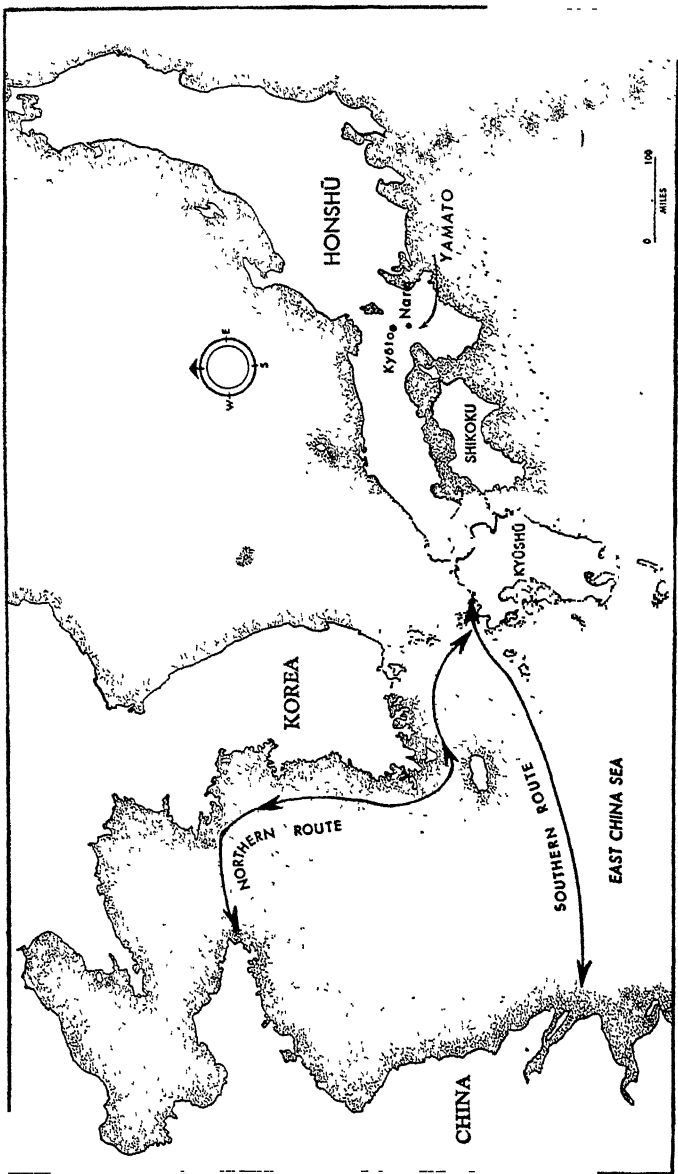 HONSHŪ
YAMATO
Kyōto
Nara
SHIKOKU
KYŪSHŪ
KOREA
CHINA
NORTHERN ROUTE
SOUTHERN ROUTE
EAST CHINA SEA
E
S
W
0 100
MILES